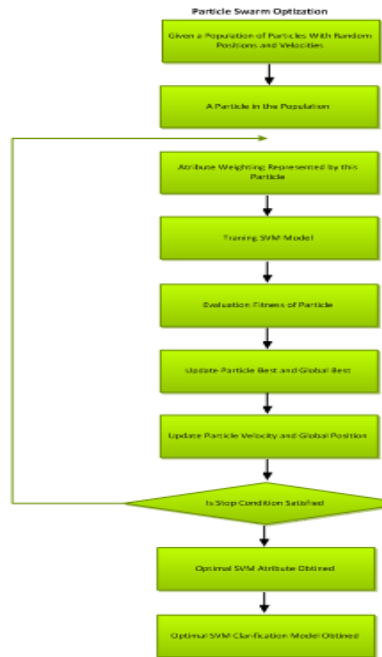 Particle Swarm Optization
Given a Population of Particles With Random
Positions and Velocities
A Particle in the Population
Atribute Weighting Represented by this
Particle
Traning SVM Model
Evaluation Fitness of Particle
Update Particle Best and Global Best
Update Particle Velocity and Global Position
Is Stop Condition Satisfied
Optimal SVM Atribute Obtined
Optimal SVM Clarification Model Obtined